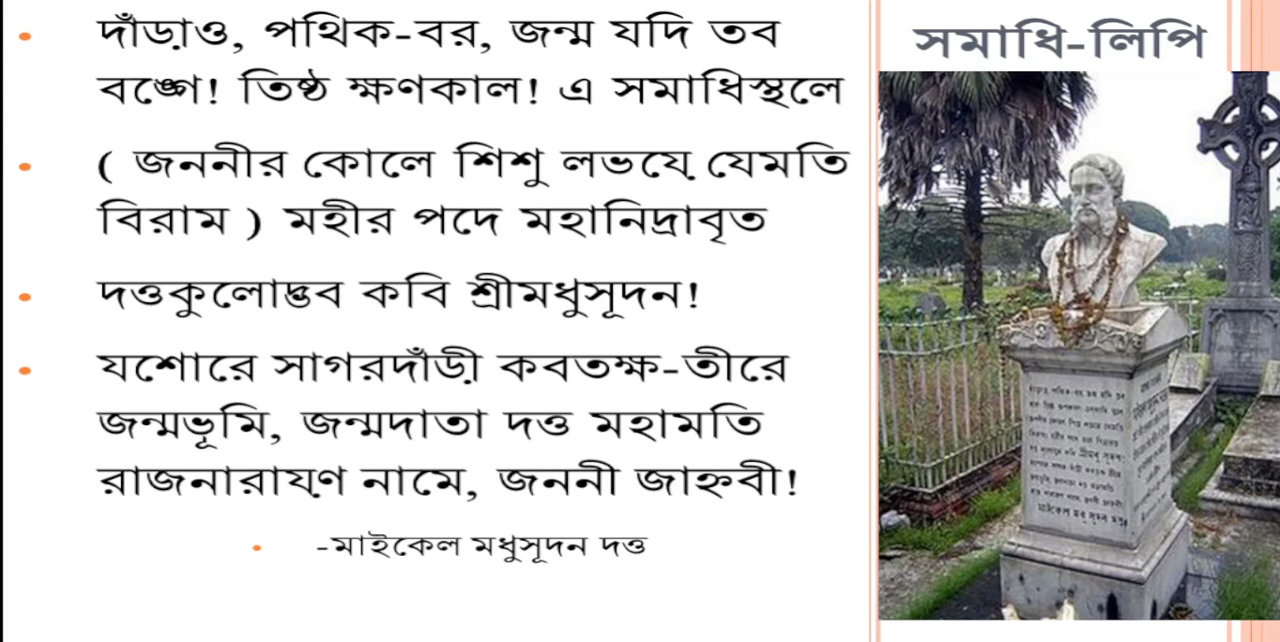 সমাধি-লিপি
দাঁড়াও, পথিক-বর, জন্ম যদি তব
বঙ্গে! তিষ্ঠ ক্ষণকাল! এ সমাধিস্থলে
( জননীর কোলে শিশু লভয়ে যেমতি
বিরাম ) মহীর পদে মহানিদ্রাবৃত
দত্তকুলোদ্ভব কবি শ্রীমধুসূদন!
যশোরে সাগরদাঁড়ী কবতক্ষ-তীরে
জন্মভূমি, জন্মদাতা দত্ত মহামতি
রাজনারায়ণ নামে, জননী জাহ্নবী!
-মাইকেল মধুসূদন দত্ত